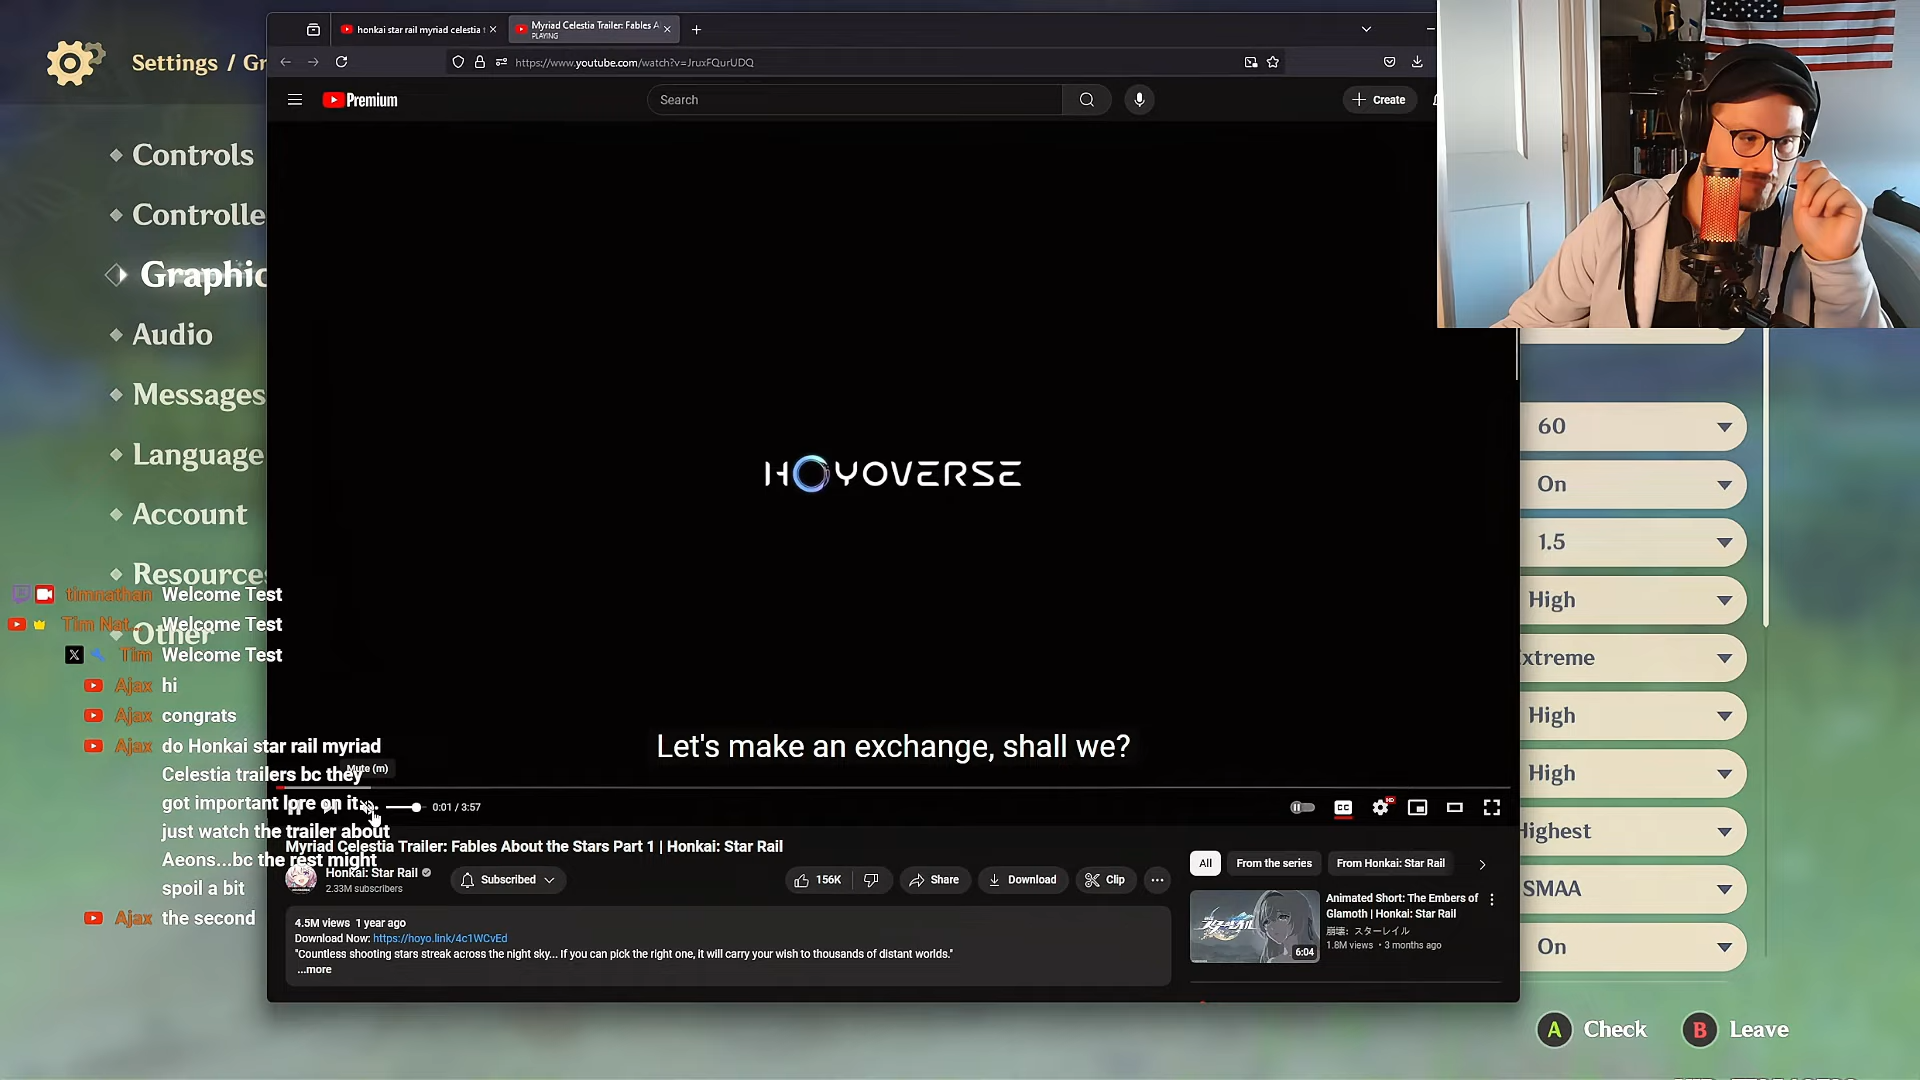 Settings / Gr
Controls
Controlle
Graphic
Audio
Messages
Language
Account
Resources
Other
honkai star rail myriad celestia t
Myriad Celestia Trailer: Fables A
PLAYING
https://www.youtube.com/watch?v=JruxFQurUDQ
Premium
Search
Create
HOYOVERSE
Let's make an exchange, shall we?
Mute (m)
0:01 / 3:57
CC
HD
Myriad Celestia Trailer: Fables About the Stars Part 1 | Honkai: Star Rail
Honkai: Star Rail
2.33M subscribers
Subscribed
156K
Share
Download
Clip
4.5M views 1 year ago
Download Now: https://hoyo.link/4c1WCvEd
"Countless shooting stars streak across the night sky... If you can pick the right one, it will carry your wish to thousands of distant worlds."
...more
All
From the series
From Honkai: Star Rail
Animated Short: The Embers of
Glamoth | Honkai: Star Rail
崩壊：スターレイル
1.8M views • 3 months ago
6:04
timnathan Welcome Test
Tim Nat... Welcome Test
Tim Welcome Test
Ajax hi
Ajax congrats
Ajax do Honkai star rail myriad
Celestia trailers bc they
got important lore on it..
just watch the trailer about
Aeons...bc the rest might
spoil a bit
Ajax the second
60
On
1.5
High
Extreme
High
High
Highest
SMAA
On
A Check
B Leave